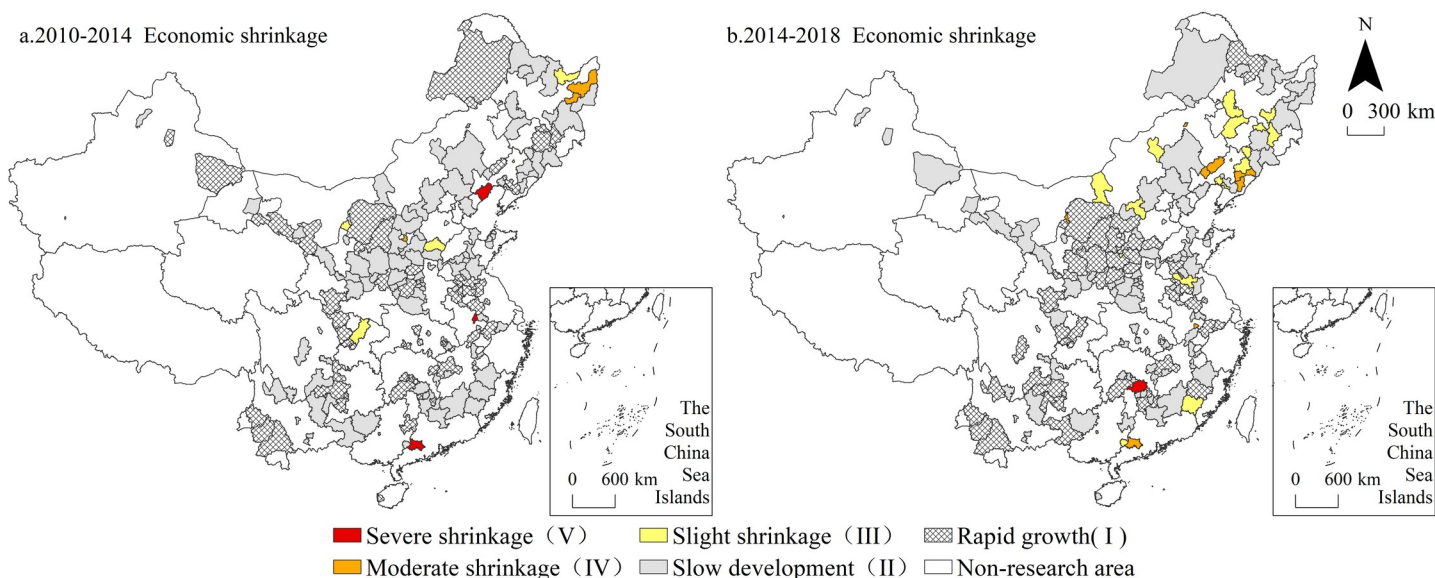 a.2010-2014 Economic shrinkage
b.2014-2018 Economic shrinkage
N
0 300 km
The
South
China
Sea
Islands
0 600 km
The
South
China
Sea
Islands
0 600 km
Severe shrinkage（V）
Slight shrinkage（III）
Rapid growth( I )
Moderate shrinkage（IV）
Slow development（II）
Non-research area